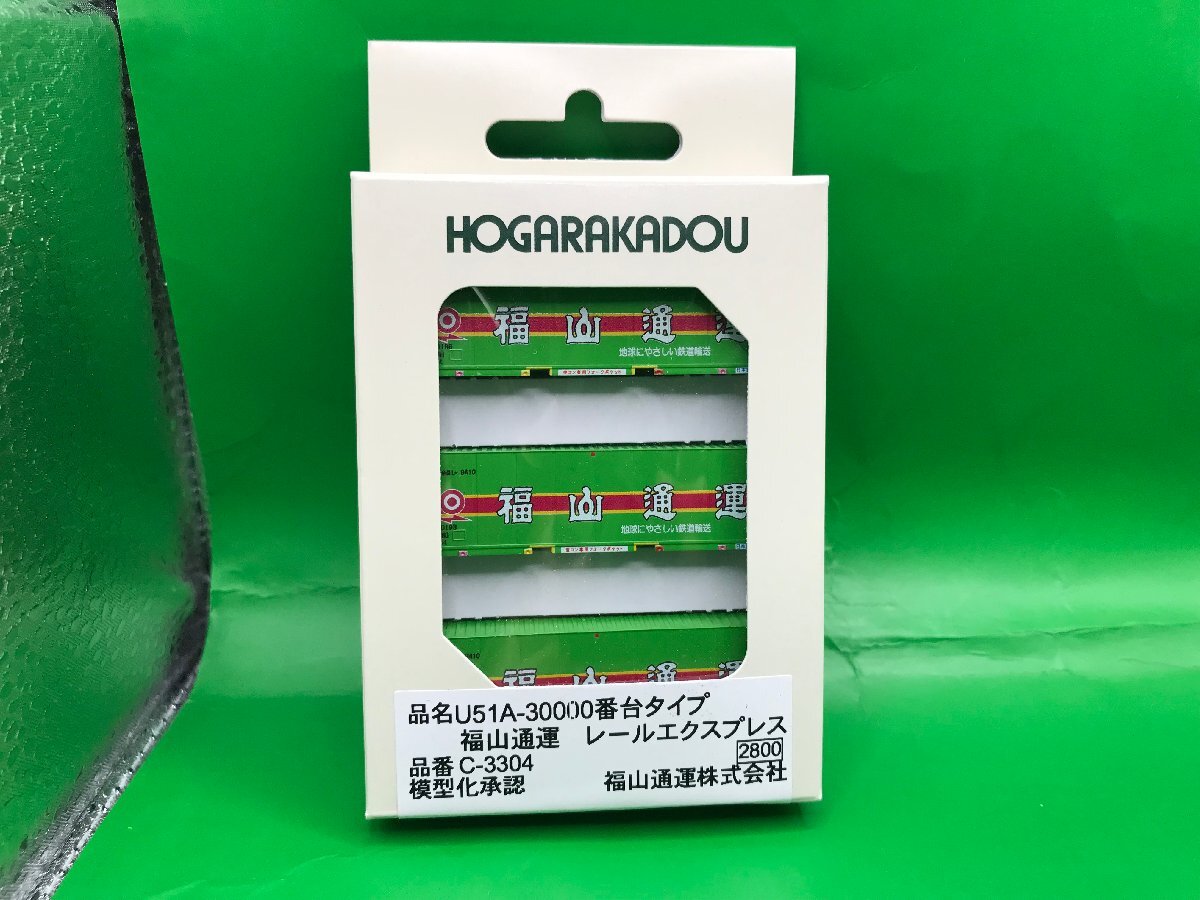 HOGARAKADOU
福山通運
地球にやさしい鉄道輸送
福山通運
地球にやさしい鉄道輸送
福山通運
品名U51A-30000番台タイプ
福山通運 レールエクスプレス
2800
品番 C-3304
模型化承認 福山通運株式会社